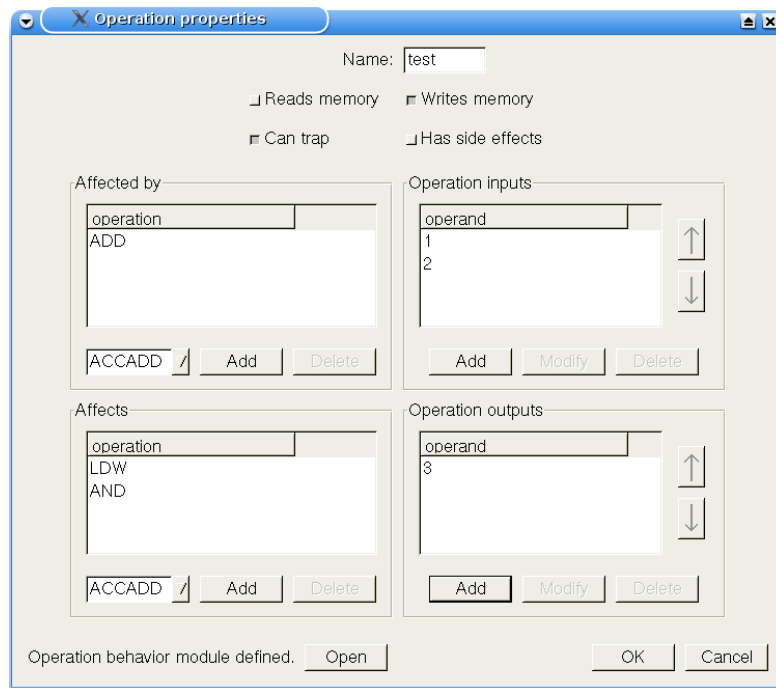 Operation properties
Name: test
Reads memory Writes memory
Can trap Has side effects
Affected by Operation inputs
operation operand
ADD 1
2
ACCADD Add Delete Add Modify Delete
Affects Operation outputs
operation operand
LDW 3
AND
ACCADD Add Delete Add Modify Delete
Operation behavior module defined. Open OK Cancel